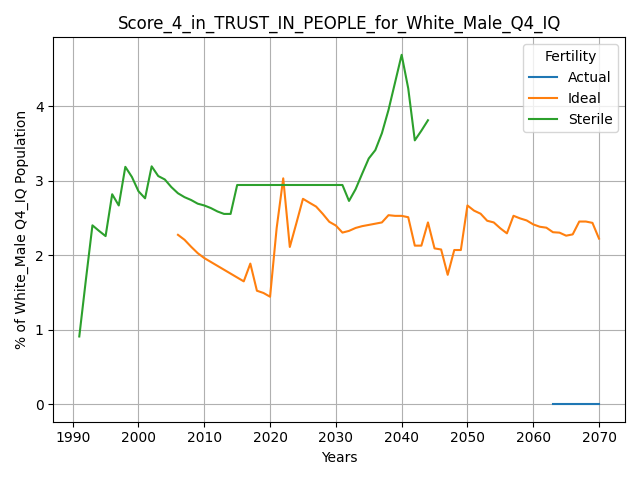 Score_4_in_TRUST_IN_PEOPLE_for_White_Male_Q4_IQ
% of White_Male Q4_IQ Population
4
3
2
1
0
Fertility
Actual
Ideal
Sterile
1990 2000 2010 2020 2030 2040 2050 2060 2070
Years